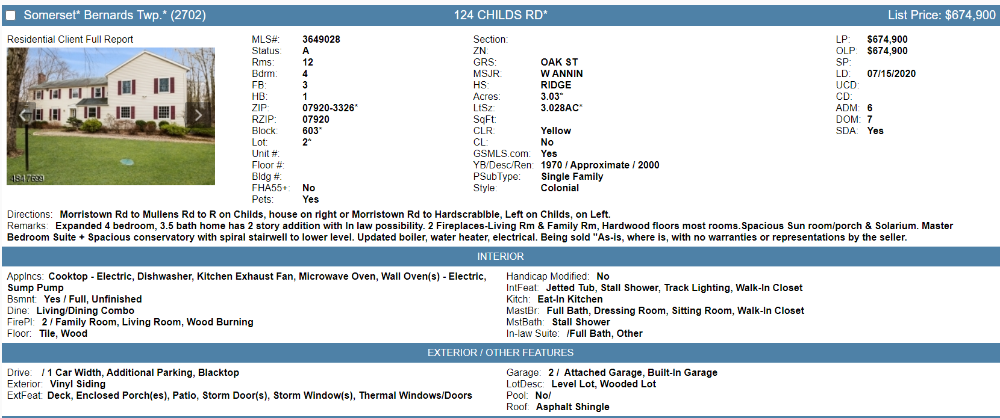 Somerset* Bernards Twp.* (2702) 124 CHILDS RD* List Price: $674,900
Residential Client Full Report
4847699
MLS#: 3649028
Status: A
Rms: 12
Bdrm: 4
FB: 3
HB: 1
ZIP: 07920-3326*
RZIP: 07920
Block: 603*
Lot: 2*
Unit #:
Floor #:
Bldg #:
FHA55+: No
Pets: Yes
Section:
ZN:
GRS: OAK ST
MSJR: W ANNIN
HS: RIDGE
Acres: 3.03*
LtSz: 3.028AC*
SqFt:
CLR: Yellow
CL: No
GSMLS.com: Yes
YB/Desc/Ren: 1970 / Approximate / 2000
PSubType: Single Family
Style: Colonial
LP: $674,900
OLP: $674,900
SP:
LD: 07/15/2020
UCD:
CD:
ADM: 6
DOM: 7
SDA: Yes
Directions: Morristown Rd to Mullens Rd to R on Childs, house on right or Morristown Rd to Hardscrablble, Left on Childs, on Left.
Remarks: Expanded 4 bedroom, 3.5 bath home has 2 story addition with In law possibility. 2 Fireplaces-Living Rm & Family Rm, Hardwood floors most rooms.Spacious Sun room/porch & Solarium. Master
Bedroom Suite + Spacious conservatory with spiral stairwell to lower level. Updated boiler, water heater, electrical. Being sold "As-is, where is, with no warranties or representations by the seller.
INTERIOR
Applncs: Cooktop - Electric, Dishwasher, Kitchen Exhaust Fan, Microwave Oven, Wall Oven(s) - Electric,
Sump Pump
Bsmnt: Yes / Full, Unfinished
Dine: Living/Dining Combo
FirePl: 2 / Family Room, Living Room, Wood Burning
Floor: Tile, Wood
Handicap Modified: No
IntFeat: Jetted Tub, Stall Shower, Track Lighting, Walk-In Closet
Kitch: Eat-In Kitchen
MastBr: Full Bath, Dressing Room, Sitting Room, Walk-In Closet
MstBath: Stall Shower
In-law Suite: /Full Bath, Other
EXTERIOR / OTHER FEATURES
Drive: / 1 Car Width, Additional Parking, Blacktop
Exterior: Vinyl Siding
ExtFeat: Deck, Enclosed Porch(es), Patio, Storm Door(s), Storm Window(s), Thermal Windows/Doors
Garage: 2 / Attached Garage, Built-In Garage
LotDesc: Level Lot, Wooded Lot
Pool: No/
Roof: Asphalt Shingle